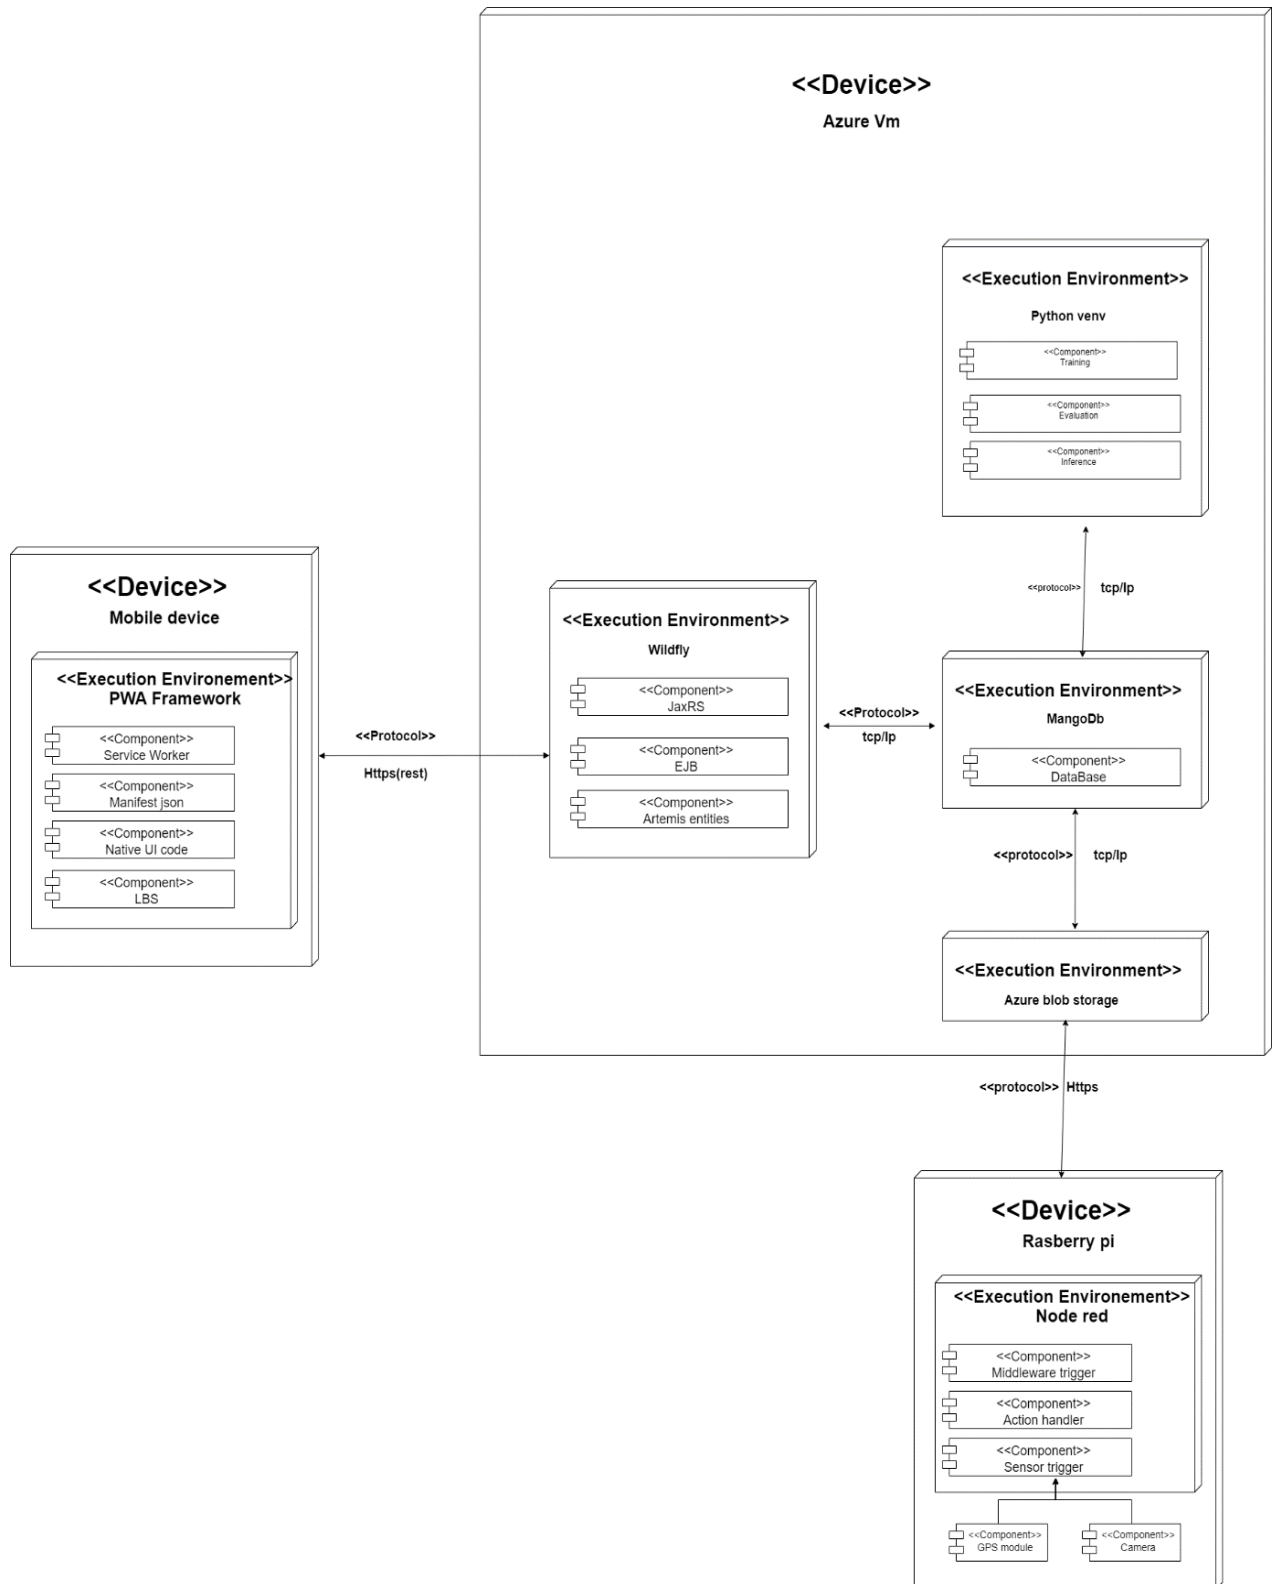 <<Device>>
Azure Vm
<<Execution Environment>>
Python venv
<<Component>>
Training
<<Component>>
Evaluation
<<Component>>
Inference
<<protocol>> tcp/Ip
<<Device>>
Mobile device
<<Execution Environement>>
PWA Framework
<<Component>>
Service Worker
<<Component>>
Manifest json
<<Component>>
Native UI code
<<Component>>
LBS
<<Protocol>>
Https(rest)
<<Execution Environment>>
Wildfly
<<Component>>
JaxRS
<<Component>>
EJB
<<Component>>
Artemis entities
<<Protocol>>
tcp/Ip
<<Execution Environment>>
MangoDb
<<Component>>
DataBase
<<protocol>> tcp/Ip
<<Execution Environment>>
Azure blob storage
<<protocol>> Https
<<Device>>
Rasberry pi
<<Execution Environement>>
Node red
<<Component>>
Middleware trigger
<<Component>>
Action handler
<<Component>>
Sensor trigger
<<Component>>
GPS module
<<Component>>
Camera